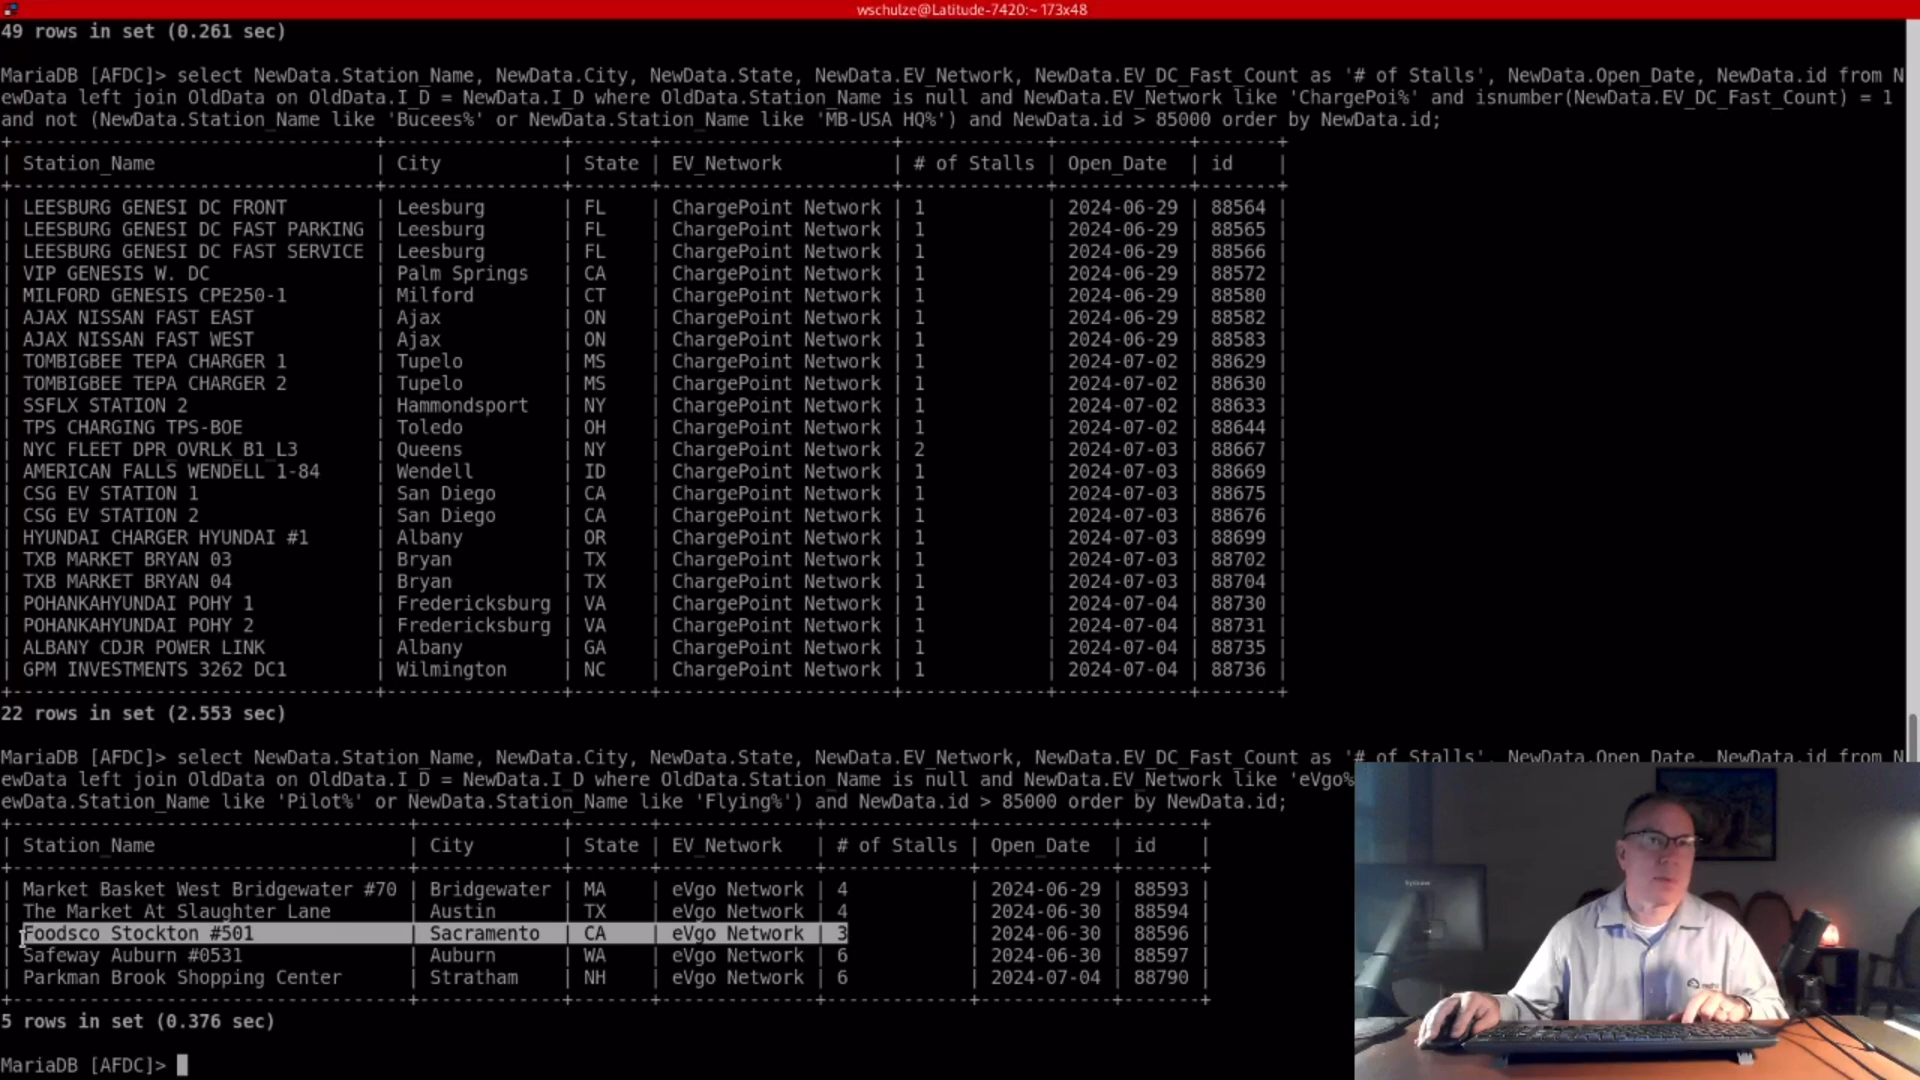 wschulze@Latitude-7420:~ 173x48
49 rows in set (0.261 sec)
MariaDB [AFDC]> select NewData.Station_Name, NewData.City, NewData.State, NewData.EV_Network, NewData.EV_DC_Fast_Count as '# of Stalls', NewData.Open_Date, NewData.id from N
ewData left join OldData on OldData.I_D = NewData.I_D where OldData.Station_Name is null and NewData.EV_Network like 'ChargePoi%' and isnumber(NewData.EV_DC_Fast_Count) = 1
and not (NewData.Station_Name like 'Bucees%' or NewData.Station_Name like 'MB-USA HQ%') and NewData.id > 85000 order by NewData.id;
| Station_Name | City | State | EV_Network | # of Stalls | Open_Date | id |
| LEESBURG GENESI DC FRONT | Leesburg | FL | ChargePoint Network | 1 | 2024-06-29 | 88564 |
| LEESBURG GENESI DC FAST PARKING | Leesburg | FL | ChargePoint Network | 1 | 2024-06-29 | 88565 |
| LEESBURG GENESI DC FAST SERVICE | Leesburg | FL | ChargePoint Network | 1 | 2024-06-29 | 88566 |
| VIP GENESIS W. DC | Palm Springs | CA | ChargePoint Network | 1 | 2024-06-29 | 88572 |
| MILFORD GENESIS CPE250-1 | Milford | CT | ChargePoint Network | 1 | 2024-06-29 | 88580 |
| AJAX NISSAN FAST EAST | Ajax | ON | ChargePoint Network | 1 | 2024-06-29 | 88582 |
| AJAX NISSAN FAST WEST | Ajax | ON | ChargePoint Network | 1 | 2024-06-29 | 88583 |
| TOMBIGBEE TEPA CHARGER 1 | Tupelo | MS | ChargePoint Network | 1 | 2024-07-02 | 88629 |
| TOMBIGBEE TEPA CHARGER 2 | Tupelo | MS | ChargePoint Network | 1 | 2024-07-02 | 88630 |
| SSFLX STATION 2 | Hammondsport | NY | ChargePoint Network | 1 | 2024-07-02 | 88633 |
| TPS CHARGING TPS-BOE | Toledo | OH | ChargePoint Network | 1 | 2024-07-02 | 88644 |
| NYC FLEET DPR_OVRLK_B1_L3 | Queens | NY | ChargePoint Network | 2 | 2024-07-03 | 88667 |
| AMERICAN FALLS WENDELL 1-84 | Wendell | ID | ChargePoint Network | 1 | 2024-07-03 | 88669 |
| CSG EV STATION 1 | San Diego | CA | ChargePoint Network | 1 | 2024-07-03 | 88675 |
| CSG EV STATION 2 | San Diego | CA | ChargePoint Network | 1 | 2024-07-03 | 88676 |
| HYUNDAI CHARGER HYUNDAI #1 | Albany | OR | ChargePoint Network | 1 | 2024-07-03 | 88699 |
| TXB MARKET BRYAN 03 | Bryan | TX | ChargePoint Network | 1 | 2024-07-03 | 88702 |
| TXB MARKET BRYAN 04 | Bryan | TX | ChargePoint Network | 1 | 2024-07-03 | 88704 |
| POHANKAHYUNDAI POHY 1 | Fredericksburg | VA | ChargePoint Network | 1 | 2024-07-04 | 88730 |
| POHANKAHYUNDAI POHY 2 | Fredericksburg | VA | ChargePoint Network | 1 | 2024-07-04 | 88731 |
| ALBANY CDJR POWER LINK | Albany | GA | ChargePoint Network | 1 | 2024-07-04 | 88735 |
| GPM INVESTMENTS 3262 DC1 | Wilmington | NC | ChargePoint Network | 1 | 2024-07-04 | 88736 |
22 rows in set (2.553 sec)
MariaDB [AFDC]> select NewData.Station_Name, NewData.City, NewData.State, NewData.EV_Network, NewData.EV_DC_Fast_Count as '# of Stalls', NewData.Open_Date, NewData.id from N
ewData left join OldData on OldData.I_D = NewData.I_D where OldData.Station_Name is null and NewData.EV_Network like 'eVgo%
ewData.Station_Name like 'Pilot%' or NewData.Station_Name like 'Flying%') and NewData.id > 85000 order by NewData.id;
| Station_Name | City | State | EV_Network | # of Stalls | Open_Date | id |
| Market Basket West Bridgewater #70 | Bridgewater | MA | eVgo Network | 4 | 2024-06-29 | 88593 |
| The Market At Slaughter Lane | Austin | TX | eVgo Network | 4 | 2024-06-30 | 88594 |
| Foodsco Stockton #501 | Sacramento | CA | eVgo Network | 3 | 2024-06-30 | 88596 |
| Safeway Auburn #0531 | Auburn | WA | eVgo Network | 6 | 2024-06-30 | 88597 |
| Parkman Brook Shopping Center | Stratham | NH | eVgo Network | 6 | 2024-07-04 | 88790 |
5 rows in set (0.376 sec)
MariaDB [AFDC]>